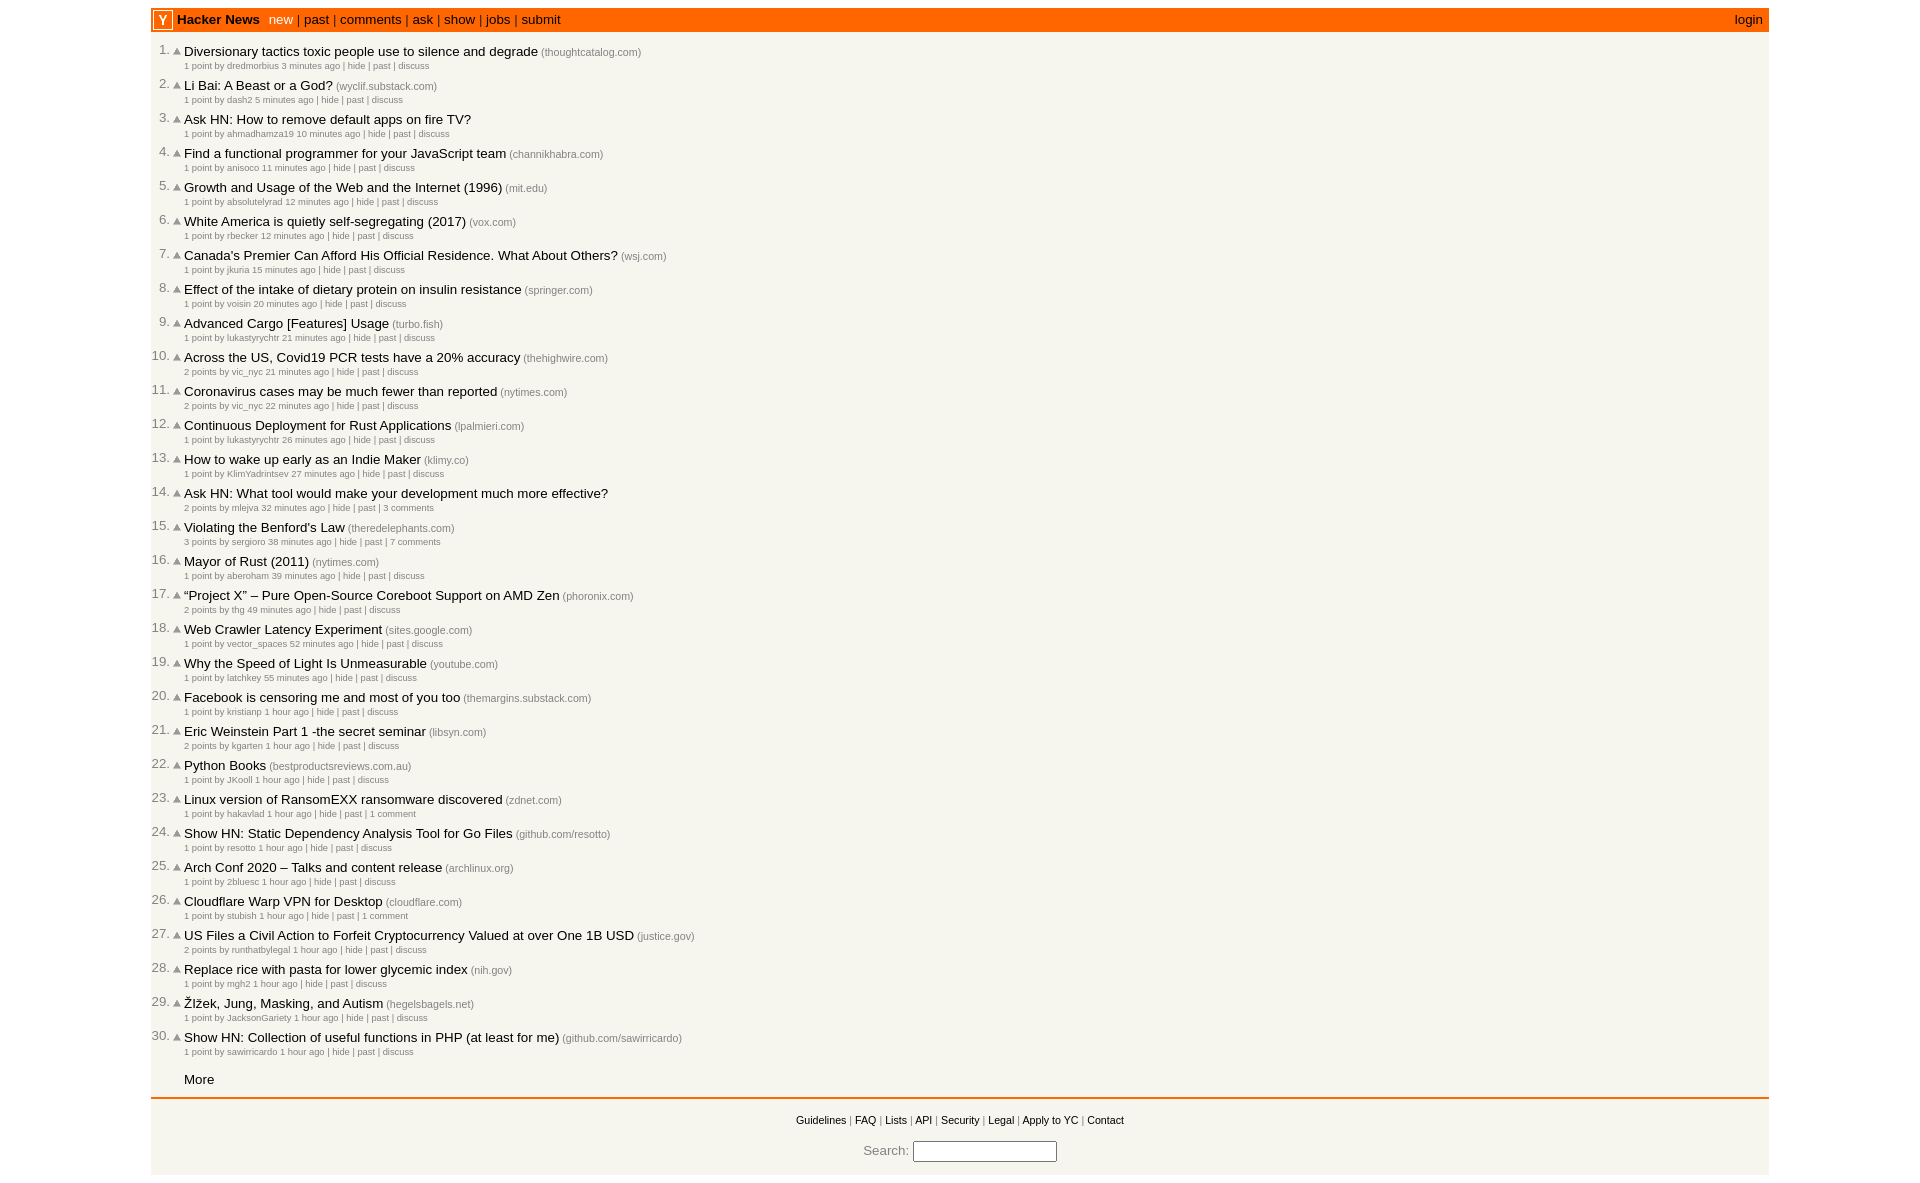 Y Hacker News new | past | comments | ask | show | jobs | submit login
1. Diversionary tactics toxic people use to silence and degrade (thoughtcatalog.com)
1 point by dredmorbius 3 minutes ago | hide | past | discuss
2. Li Bai: A Beast or a God? (wyclif.substack.com)
1 point by dash2 5 minutes ago | hide | past | discuss
3. Ask HN: How to remove default apps on fire TV?
1 point by ahmadhamza19 10 minutes ago | hide | past | discuss
4. Find a functional programmer for your JavaScript team (channikhabra.com)
1 point by anisoco 11 minutes ago | hide | past | discuss
5. Growth and Usage of the Web and the Internet (1996) (mit.edu)
1 point by absolutelyrad 12 minutes ago | hide | past | discuss
6. White America is quietly self-segregating (2017) (vox.com)
1 point by rbecker 12 minutes ago | hide | past | discuss
7. Canada's Premier Can Afford His Official Residence. What About Others? (wsj.com)
1 point by jkuria 15 minutes ago | hide | past | discuss
8. Effect of the intake of dietary protein on insulin resistance (springer.com)
1 point by voisin 20 minutes ago | hide | past | discuss
9. Advanced Cargo [Features] Usage (turbo.fish)
1 point by lukastyrychtr 21 minutes ago | hide | past | discuss
10. Across the US, Covid19 PCR tests have a 20% accuracy (thehighwire.com)
2 points by vic_nyc 21 minutes ago | hide | past | discuss
11. Coronavirus cases may be much fewer than reported (nytimes.com)
2 points by vic_nyc 22 minutes ago | hide | past | discuss
12. Continuous Deployment for Rust Applications (lpalmieri.com)
1 point by lukastyrychtr 26 minutes ago | hide | past | discuss
13. How to wake up early as an Indie Maker (klimy.co)
1 point by KlimYadrintsev 27 minutes ago | hide | past | discuss
14. Ask HN: What tool would make your development much more effective?
2 points by mlejva 32 minutes ago | hide | past | 3 comments
15. Violating the Benford's Law (theredelephants.com)
3 points by sergioro 38 minutes ago | hide | past | 7 comments
16. Mayor of Rust (2011) (nytimes.com)
1 point by aberoham 39 minutes ago | hide | past | discuss
17. “Project X” – Pure Open-Source Coreboot Support on AMD Zen (phoronix.com)
2 points by thg 49 minutes ago | hide | past | discuss
18. Web Crawler Latency Experiment (sites.google.com)
1 point by vector_spaces 52 minutes ago | hide | past | discuss
19. Why the Speed of Light Is Unmeasurable (youtube.com)
1 point by latchkey 55 minutes ago | hide | past | discuss
20. Facebook is censoring me and most of you too (themargins.substack.com)
1 point by kristianp 1 hour ago | hide | past | discuss
21. Eric Weinstein Part 1 -the secret seminar (libsyn.com)
2 points by kgarten 1 hour ago | hide | past | discuss
22. Python Books (bestproductsreviews.com.au)
1 point by JKooll 1 hour ago | hide | past | discuss
23. Linux version of RansomEXX ransomware discovered (zdnet.com)
1 point by hakavlad 1 hour ago | hide | past | 1 comment
24. Show HN: Static Dependency Analysis Tool for Go Files (github.com/resotto)
1 point by resotto 1 hour ago | hide | past | discuss
25. Arch Conf 2020 – Talks and content release (archlinux.org)
1 point by 2bluesc 1 hour ago | hide | past | discuss
26. Cloudflare Warp VPN for Desktop (cloudflare.com)
1 point by stubish 1 hour ago | hide | past | 1 comment
27. US Files a Civil Action to Forfeit Cryptocurrency Valued at over One 1B USD (justice.gov)
2 points by runthatbylegal 1 hour ago | hide | past | discuss
28. Replace rice with pasta for lower glycemic index (nih.gov)
1 point by mgh2 1 hour ago | hide | past | discuss
29. ŽIžek, Jung, Masking, and Autism (hegelsbagels.net)
1 point by JacksonGariety 1 hour ago | hide | past | discuss
30. Show HN: Collection of useful functions in PHP (at least for me) (github.com/sawirricardo)
1 point by sawirricardo 1 hour ago | hide | past | discuss
More
Guidelines | FAQ | Lists | API | Security | Legal | Apply to YC | Contact
Search: